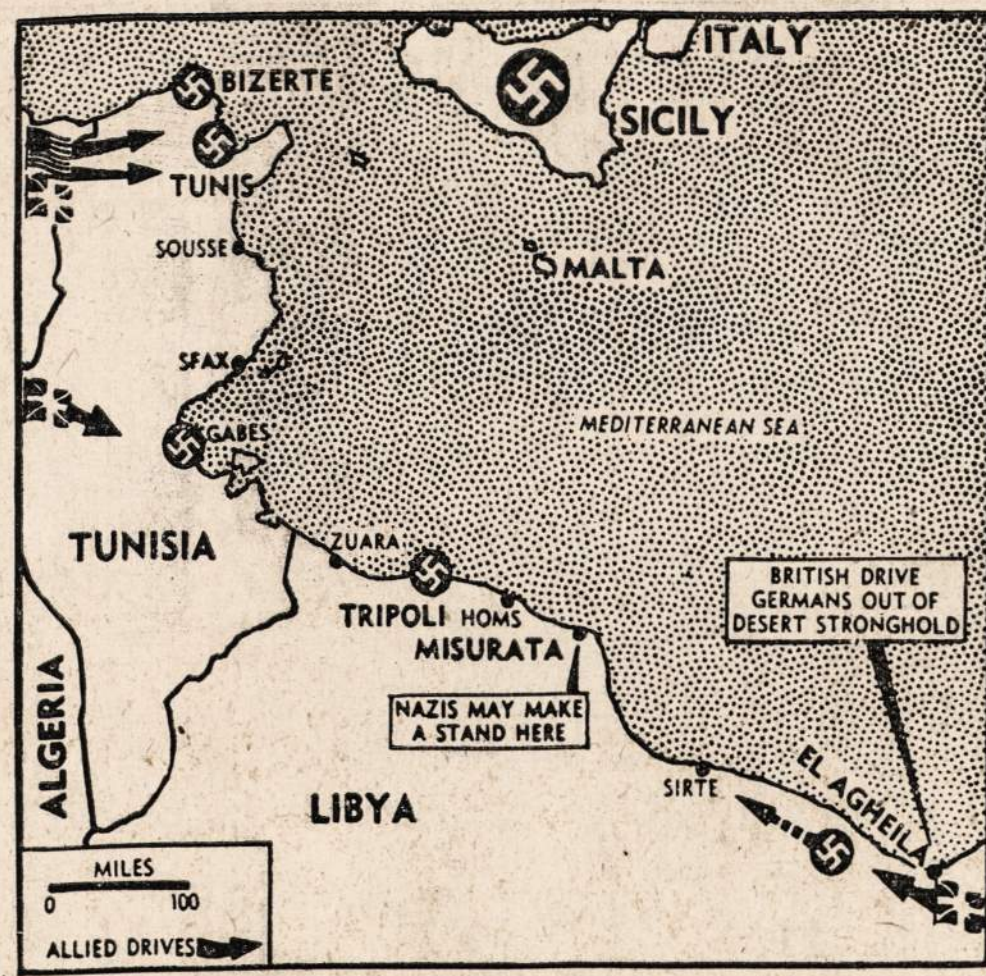 ITALY
BIZERTE
SICILY
TUNIS
SOUSSE
MALTA
SFAX
MEDITERRANEAN SEA
GABES
TUNISIA
ZUARA
BRITISH DRIVE
GERMANS OUT OF
DESERT STRONGHOLD
TRIPOLI HOMS
MISURATA
NAZIS MAY MAKE
A STAND HERE
ALGERIA
LIBYA
SIRTE
EL AGHEILA
MILES
0 100
ALLIED DRIVES